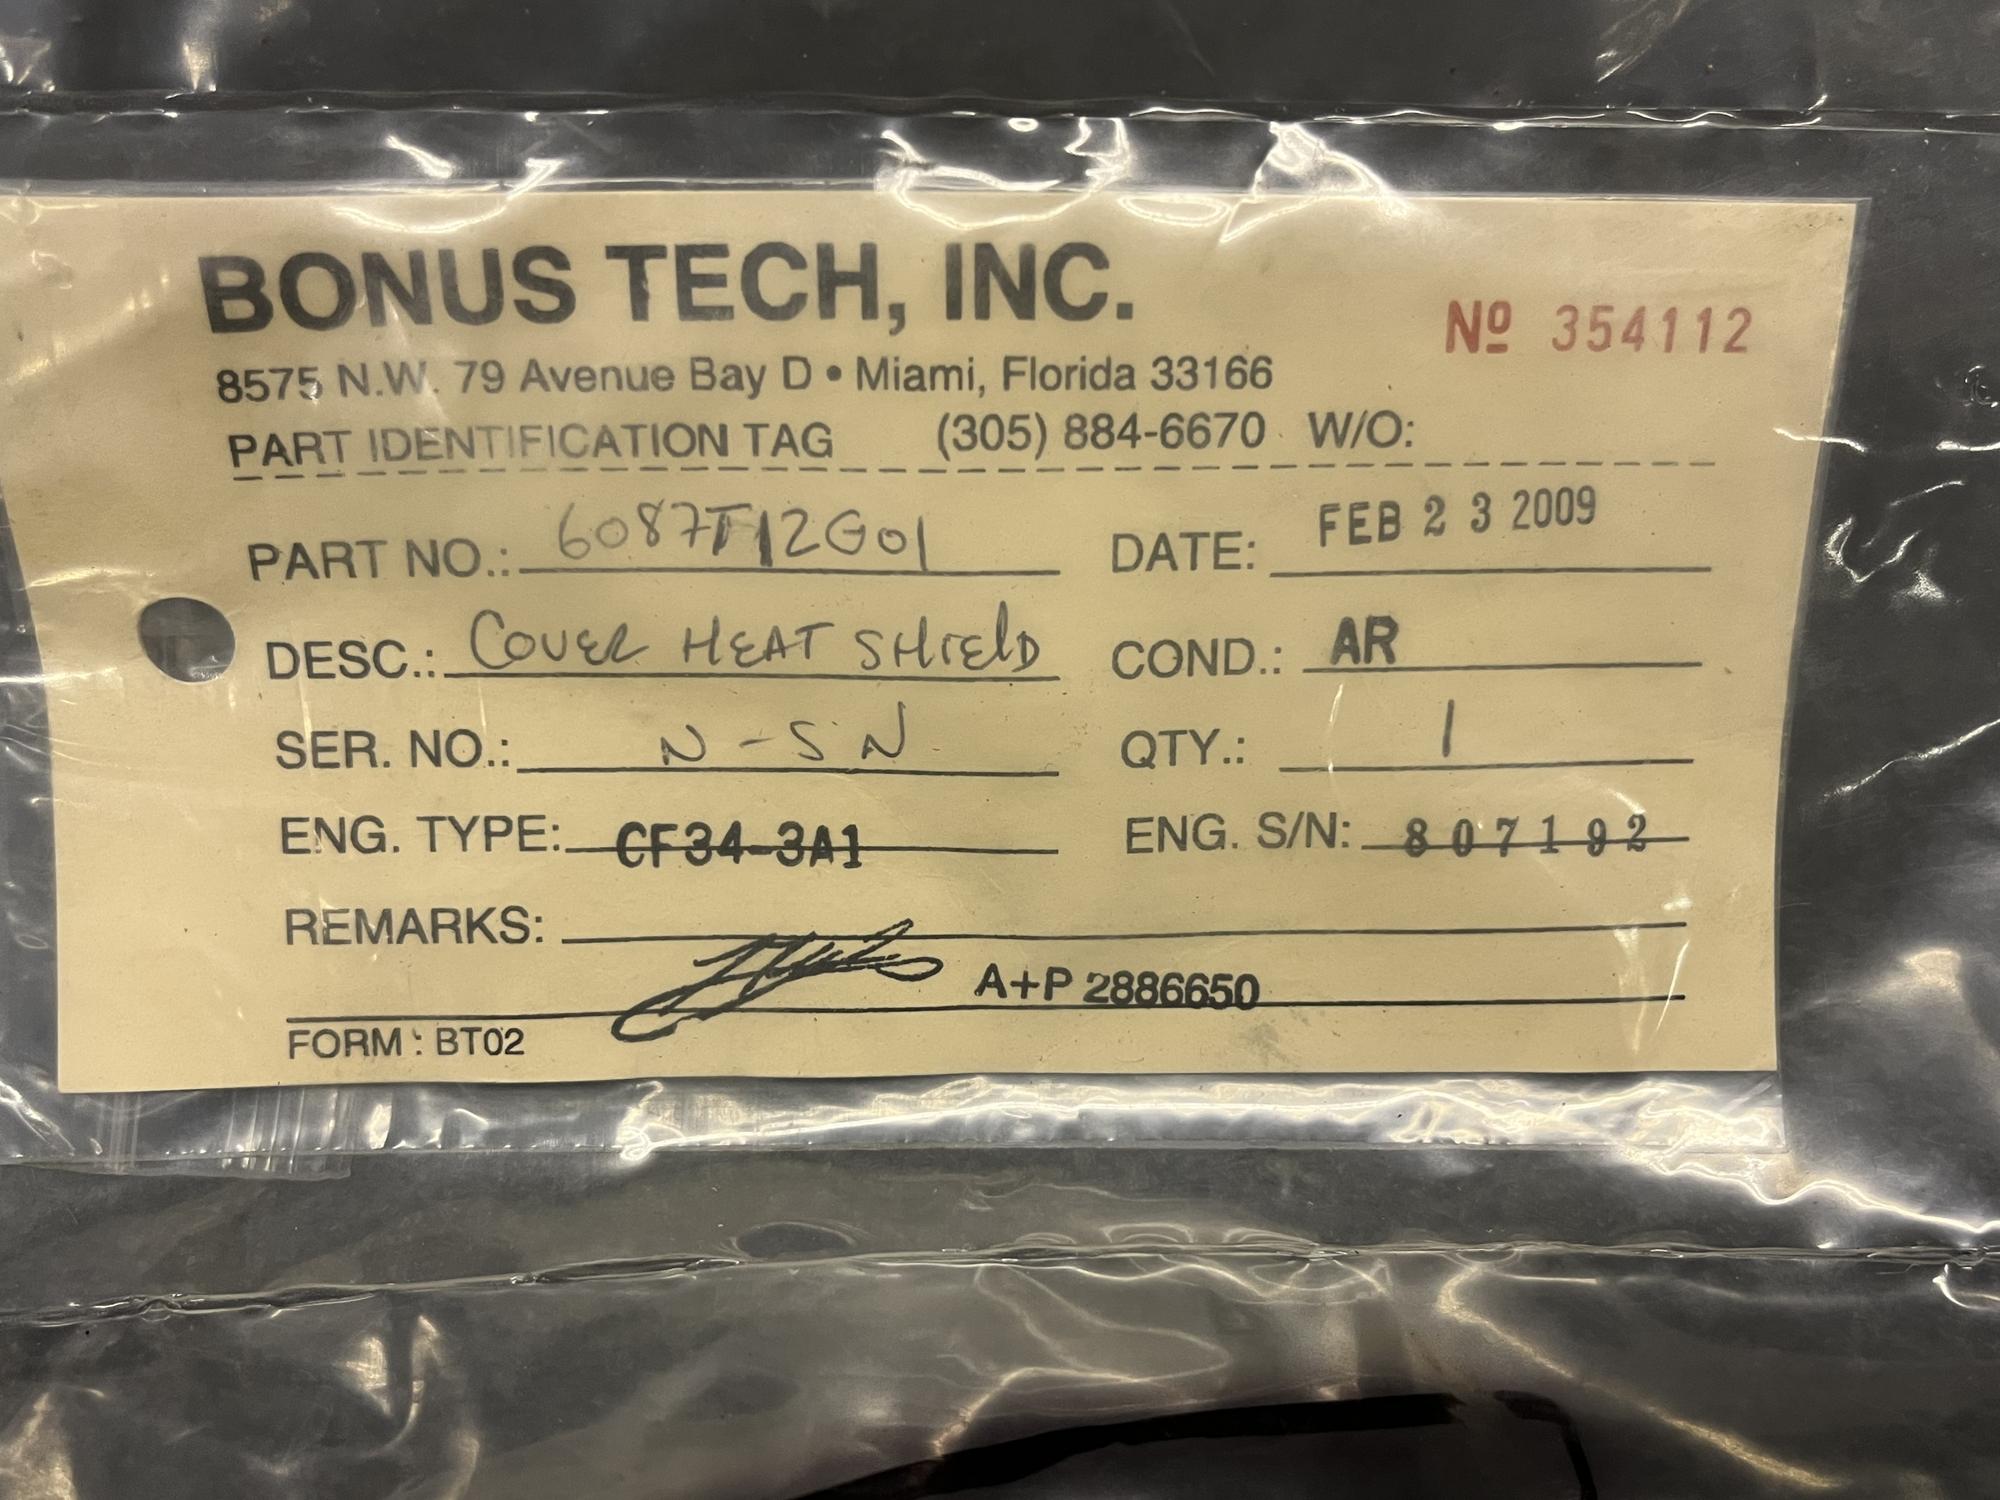 BONUS TECH, INC.
Nº 354112
8575 N.W. 79 Avenue Bay D • Miami, Florida 33166
PART IDENTIFICATION TAG (305) 884-6670 W/O:
PART NO.: 6087T12G01 DATE: FEB 23 2009
DESC.: COVER HEAT SHIELD COND.: AR
SER. NO.: N-SN QTY.: 1
ENG. TYPE: CF34-3A1 ENG. S/N: 807192
REMARKS:
A+P 2886650
FORM: BT02